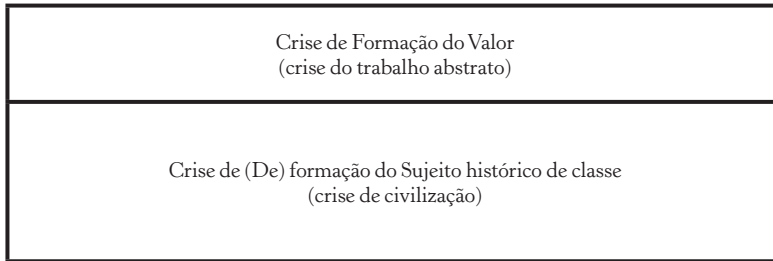 Crise de Formação do Valor
(crise do trabalho abstrato)
Crise de (De) formação do Sujeito histórico de classe
(crise de civilização)